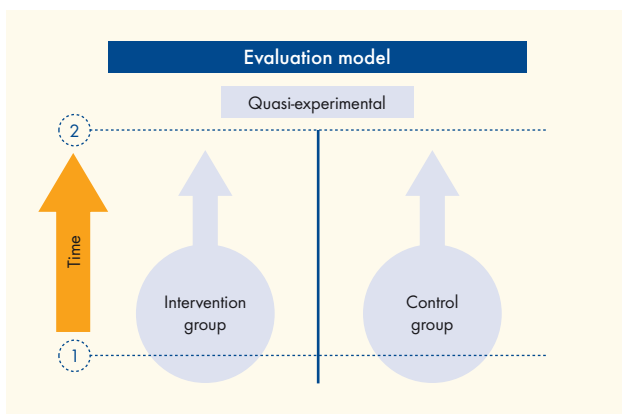 Evaluation model
Quasi-experimental
2
Time
Intervention
group
Control
group
1